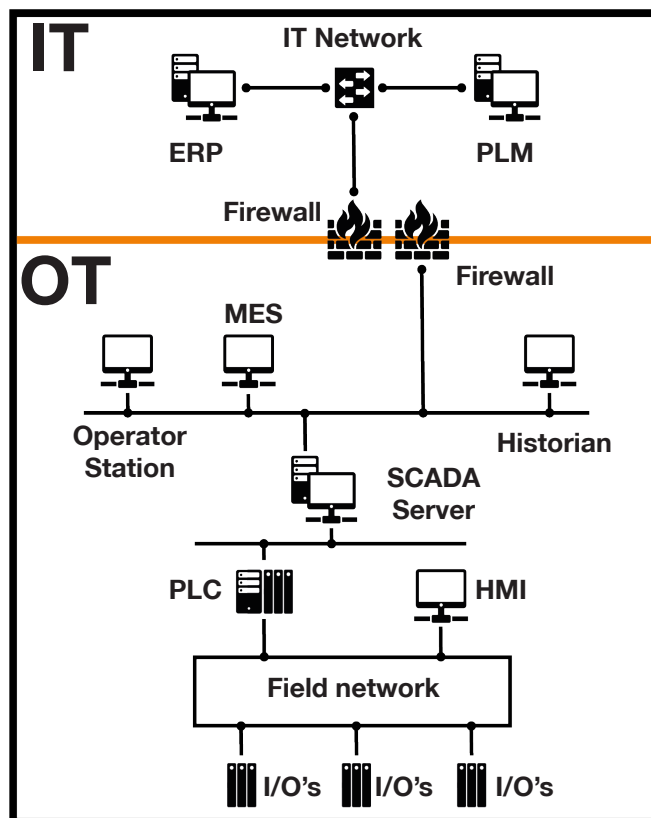 IT
IT Network
ERP
PLM
Firewall
OT
Firewall
MES
Operator
Station
Historian
SCADA
Server
PLC
HMI
Field network
I/O's
I/O's
I/O's